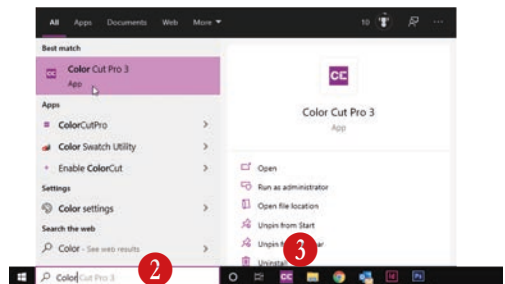 All Apps Documents Web More 10
Best match
Color Cut Pro 3
App
Apps
ColorCutPro
Color Swatch Utility
Enable ColorCut
Settings
Color settings
Search the web
Color - See web results
CC
Color Cut Pro 3
App
Open
Run as administrator
Open file location
Unpin from Start
Unpin
Uninstall
3
Color Cut Pro 3
2